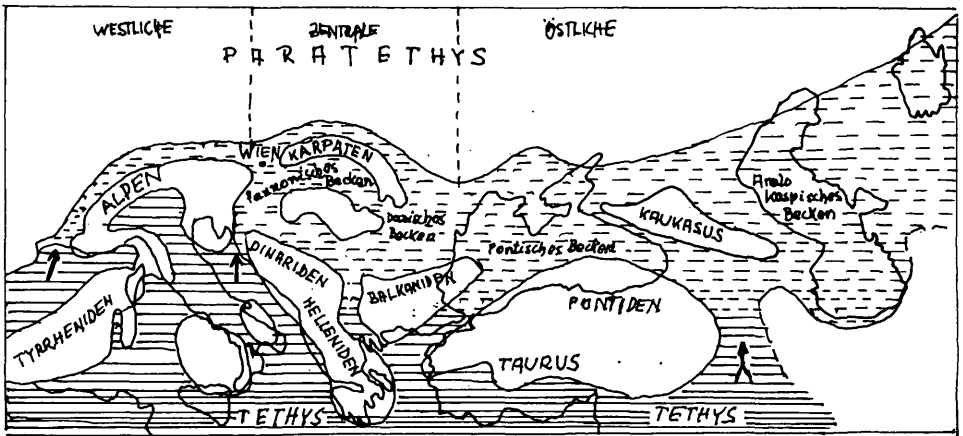 WESTLICHE
ZENTRALE
ÖSTLICHE
PARATETHYS
WIEN
KARPATEN
Pannonisches
Becken
ALPEN
Dacisches
Becken
Aralo
kaspisches
Becken
KAUKASUS
Pontisches Becken
DINARIDEN
BALKANIDEN
HELLENIDEN
PONTIDEN
TYRRHENIDEN
TAURUS
TETHYS
TETHYS